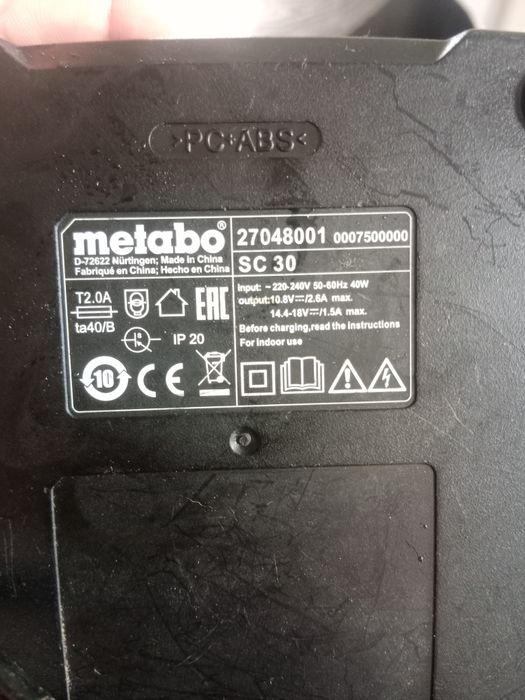 >PC+ABS<
metabo®
D-72622 Nürtingen; Made in China
Fabriqué en China; Hecho en China
27048001 0007500000
SC 30
Input: ~220-240V 50-60Hz 40W
output:10.8V⎓/2.6A max.
14.4-18V⎓/1.5A max.
Before charging,read the instructions
For indoor use
T2.0A
ta40/B
EAC
IP 20
10
CE